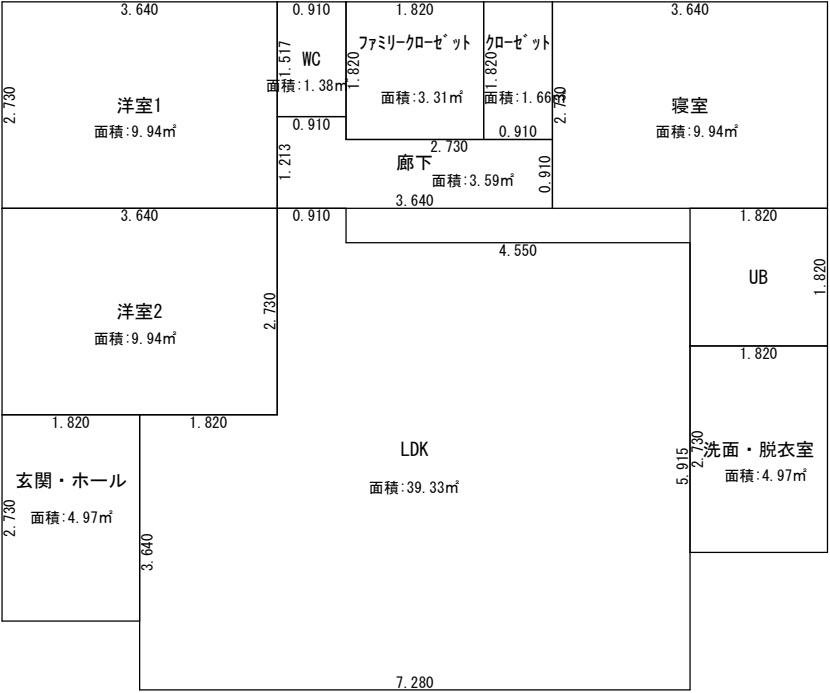 3.640
0.910
1.820
3.640
2.730
洋室1
面積:9.94㎡
1.517
WC
面積:1.38㎡
1.820
ファミリークローゼット
面積:3.31㎡
1.820
クローゼット
面積:1.66㎡
2.730
寝室
面積:9.94㎡
0.910
0.910
2.730
1.213
廊下
面積:3.59㎡
0.910
3.640
3.640
0.910
4.550
1.820
UB
1.820
洋室2
面積:9.94㎡
2.730
1.820
1.820
1.820
玄関・ホール
面積:4.97㎡
2.730
3.640
LDK
面積:39.33㎡
5.915
2.730
洗面・脱衣室
面積:4.97㎡
7.280